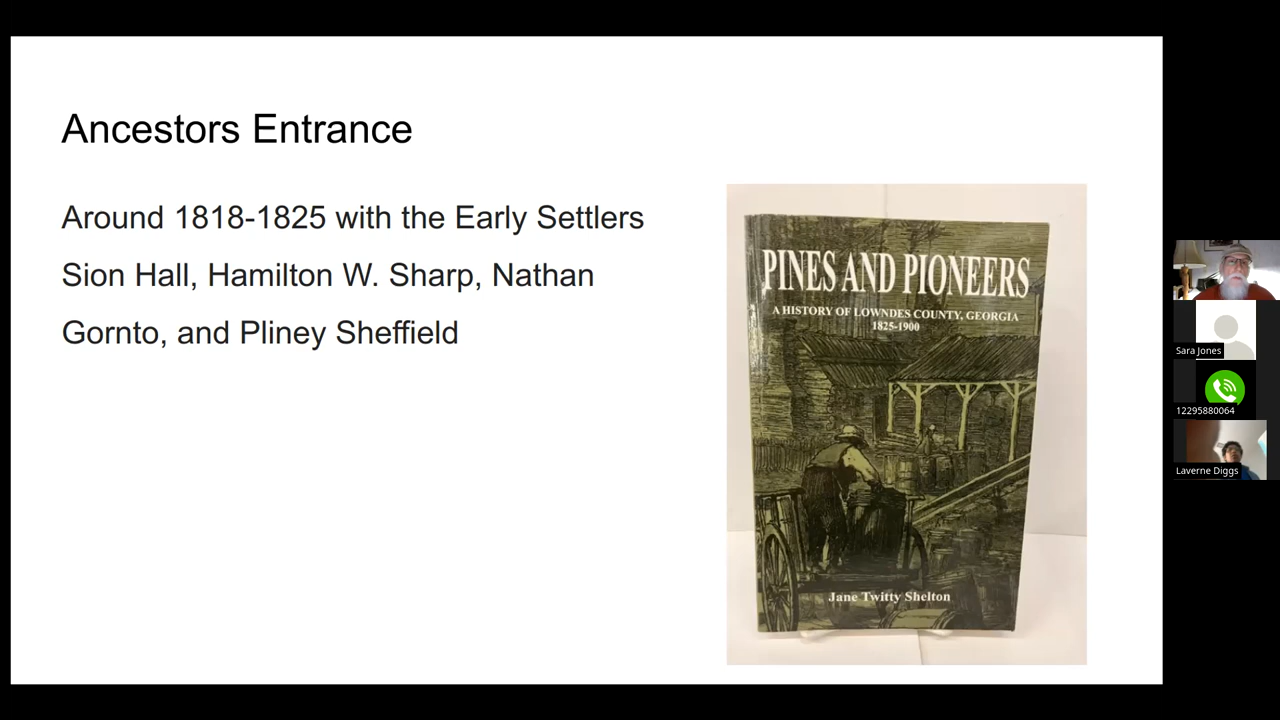 Ancestors Entrance
Around 1818-1825 with the Early Settlers
Sion Hall, Hamilton W. Sharp, Nathan
Gornto, and Pliney Sheffield
PINES AND PIONEERS
A HISTORY OF LOWNDES COUNTY, GEORGIA
1825-1900
Jane Twitty Shelton
Sara Jones
12295880064
Laverne Diggs